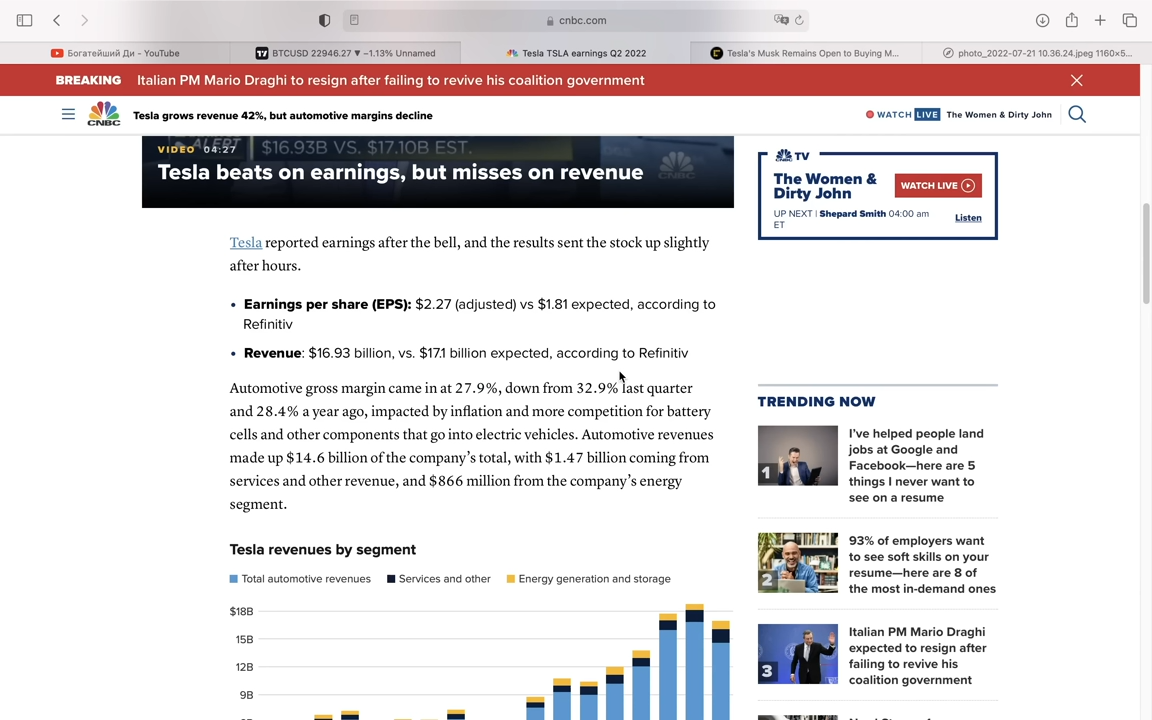 cnbc.com
Богатейший Ди - YouTube
BTCUSD 22946.27 ▼ −1.13% Unnamed
Tesla TSLA earnings Q2 2022
Tesla's Musk Remains Open to Buying M...
photo_2022-07-21 10.36.24.jpeg 1160×5...
BREAKING Italian PM Mario Draghi to resign after failing to revive his coalition government
CNBC
Tesla grows revenue 42%, but automotive margins decline
WATCH LIVE The Women & Dirty John
ALERT $16.93B VS. $17.10B EST.
VIDEO 04:27
Tesla beats on earnings, but misses on revenue
CNBC
TV
The Women &
Dirty John
WATCH LIVE
UP NEXT | Shepard Smith 04:00 am
ET
Listen
Tesla reported earnings after the bell, and the results sent the stock up slightly
after hours.
• Earnings per share (EPS): $2.27 (adjusted) vs $1.81 expected, according to
Refinitiv
• Revenue: $16.93 billion, vs. $17.1 billion expected, according to Refinitiv
Automotive gross margin came in at 27.9%, down from 32.9% last quarter
and 28.4% a year ago, impacted by inflation and more competition for battery
cells and other components that go into electric vehicles. Automotive revenues
made up $14.6 billion of the company's total, with $1.47 billion coming from
services and other revenue, and $866 million from the company's energy
segment.
Tesla revenues by segment
Total automotive revenues
Services and other
Energy generation and storage
$18B
15B
12B
9B
TRENDING NOW
1
I've helped people land
jobs at Google and
Facebook—here are 5
things I never want to
see on a resume
2
93% of employers want
to see soft skills on your
resume—here are 8 of
the most in-demand ones
3
Italian PM Mario Draghi
expected to resign after
failing to revive his
coalition government